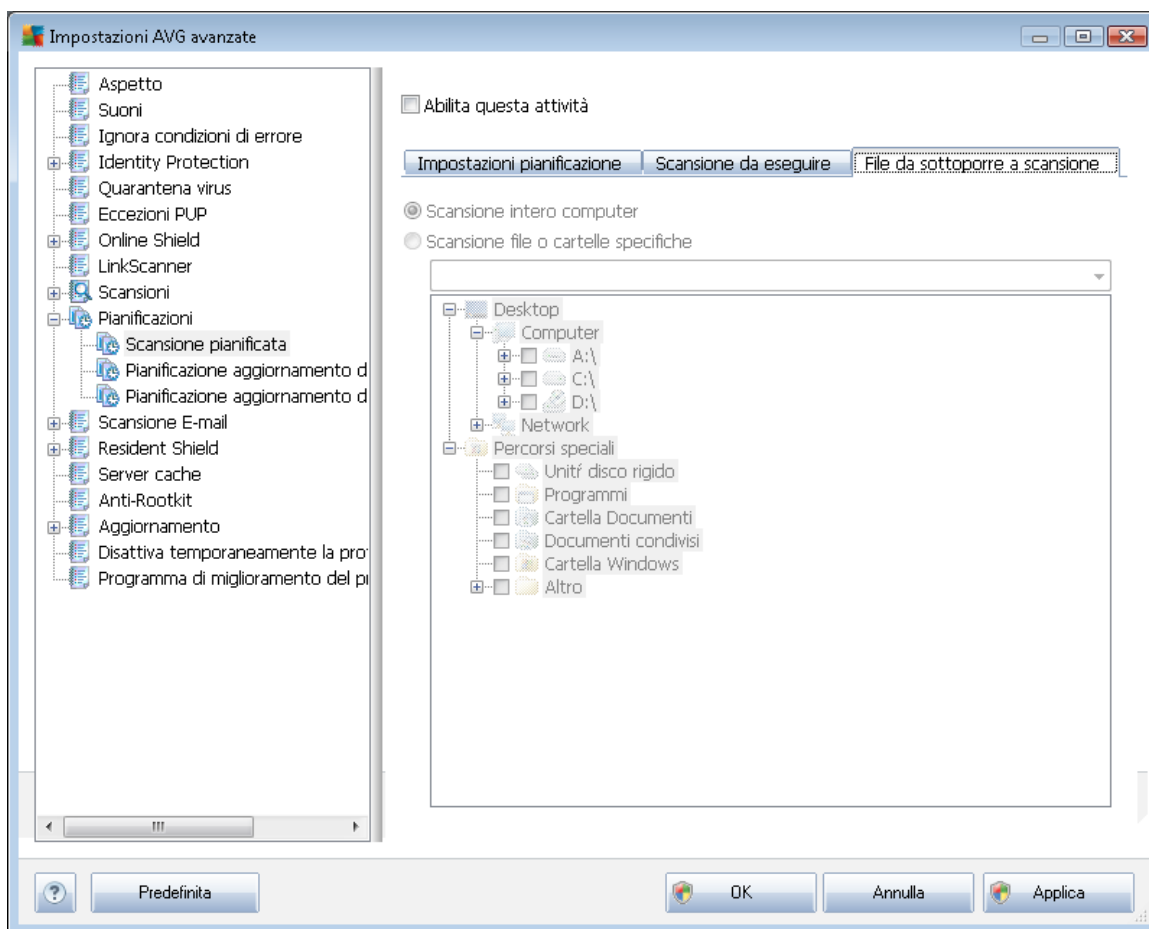 Impostazioni AVG avanzate
Aspetto
Suoni
Ignora condizioni di errore
Identity Protection
Quarantena virus
Eccezioni PUP
Online Shield
LinkScanner
Scansioni
Pianificazioni
Scansione pianificata
Pianificazione aggiornamento d
Pianificazione aggiornamento d
Scansione E-mail
Resident Shield
Server cache
Anti-Rootkit
Aggiornamento
Disattiva temporaneamente la pro
Programma di miglioramento del p
Abilita questa attività
Impostazioni pianificazione
Scansione da eseguire
File da sottoporre a scansione
Scansione intero computer
Scansione file o cartelle specifiche
Desktop
Computer
A:\
C:\
D:\
Network
Percorsi speciali
Unitŕ disco rigido
Programmi
Cartella Documenti
Documenti condivisi
Cartella Windows
Altro
?
Predefinita
OK
Annulla
Applica